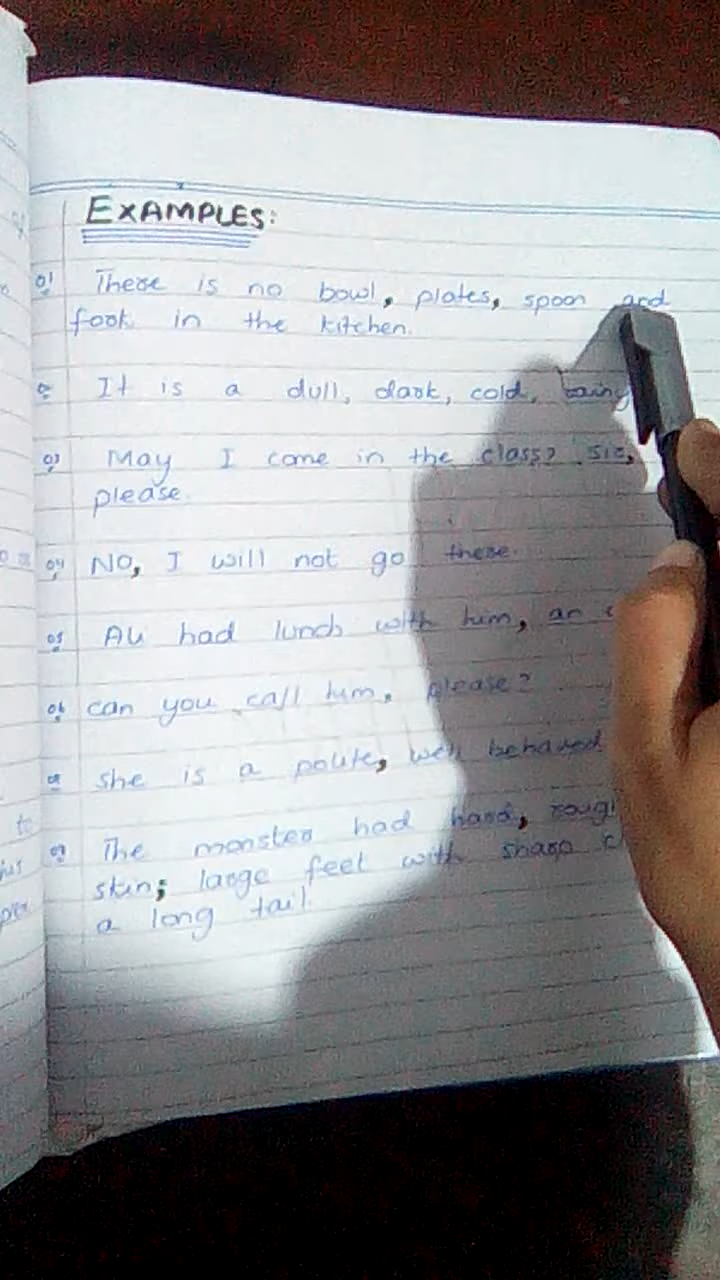 EXAMPLES:
01 There is no bowl, plates, spoon and
fook in the kitchen.
It is a dull, dark, cold, rainy
03 May I come in the class? sir,
please.
04 NO, I will not go there.
05 Ali had lunch with him, an
06 can you call him, please?
she is a polite, well behaved
The monster had hard, rough
skin; large feet with sharp
a long tail.